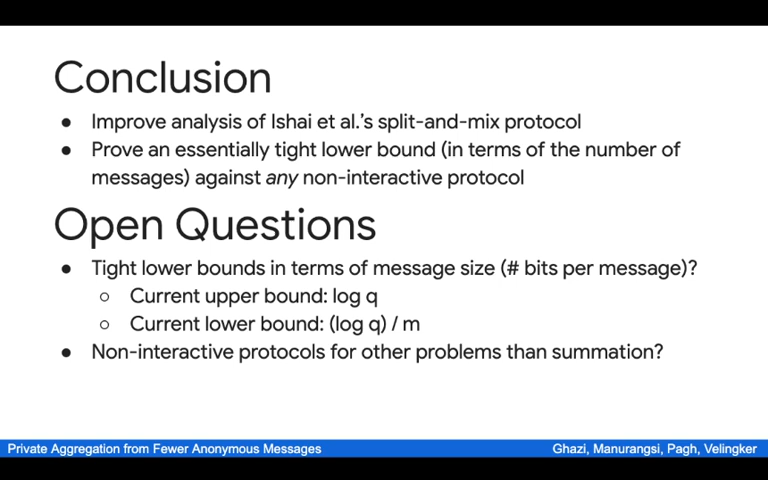 Conclusion
● Improve analysis of Ishai et al.'s split-and-mix protocol
● Prove an essentially tight lower bound (in terms of the number of
messages) against any non-interactive protocol
Open Questions
● Tight lower bounds in terms of message size (# bits per message)?
○ Current upper bound: log q
○ Current lower bound: (log q) / m
● Non-interactive protocols for other problems than summation?
Private Aggregation from Fewer Anonymous Messages
Ghazi, Manurangsi, Pagh, Velingker